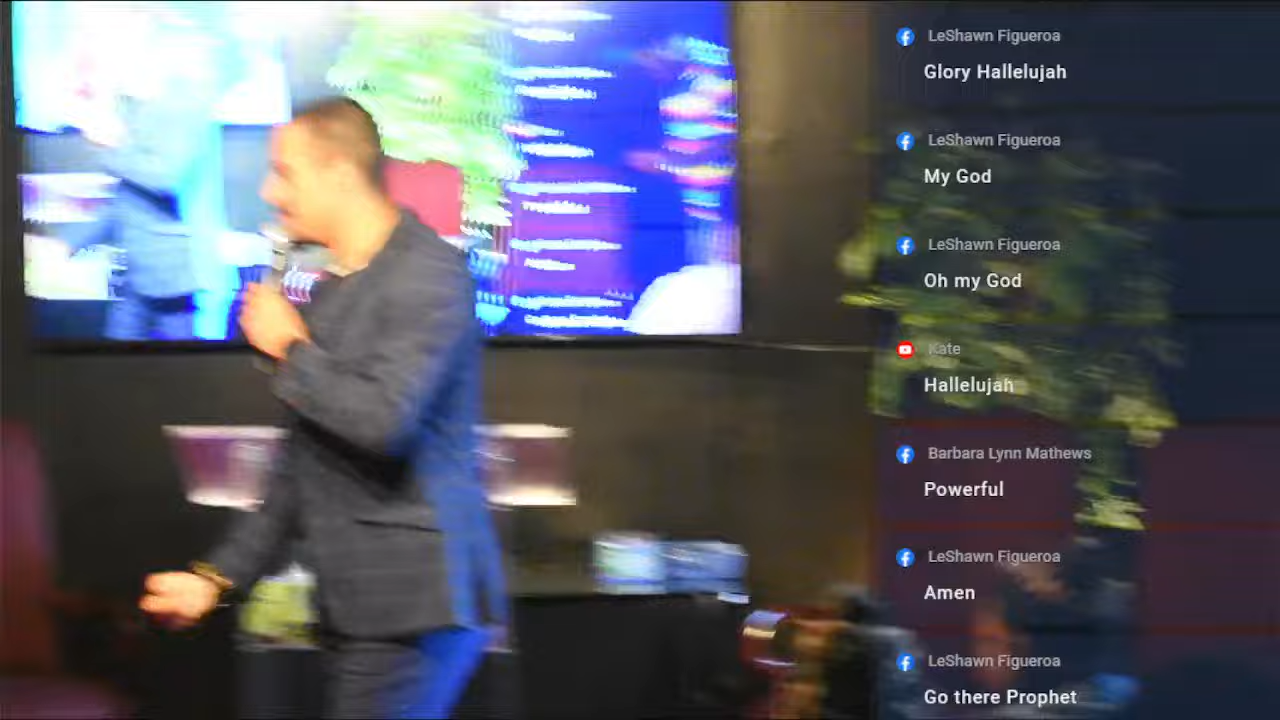 LeShawn Figueroa
Glory Hallelujah
LeShawn Figueroa
My God
LeShawn Figueroa
Oh my God
Kate
Hallelujah
Barbara Lynn Mathews
Powerful
LeShawn Figueroa
Amen
LeShawn Figueroa
Go there Prophet